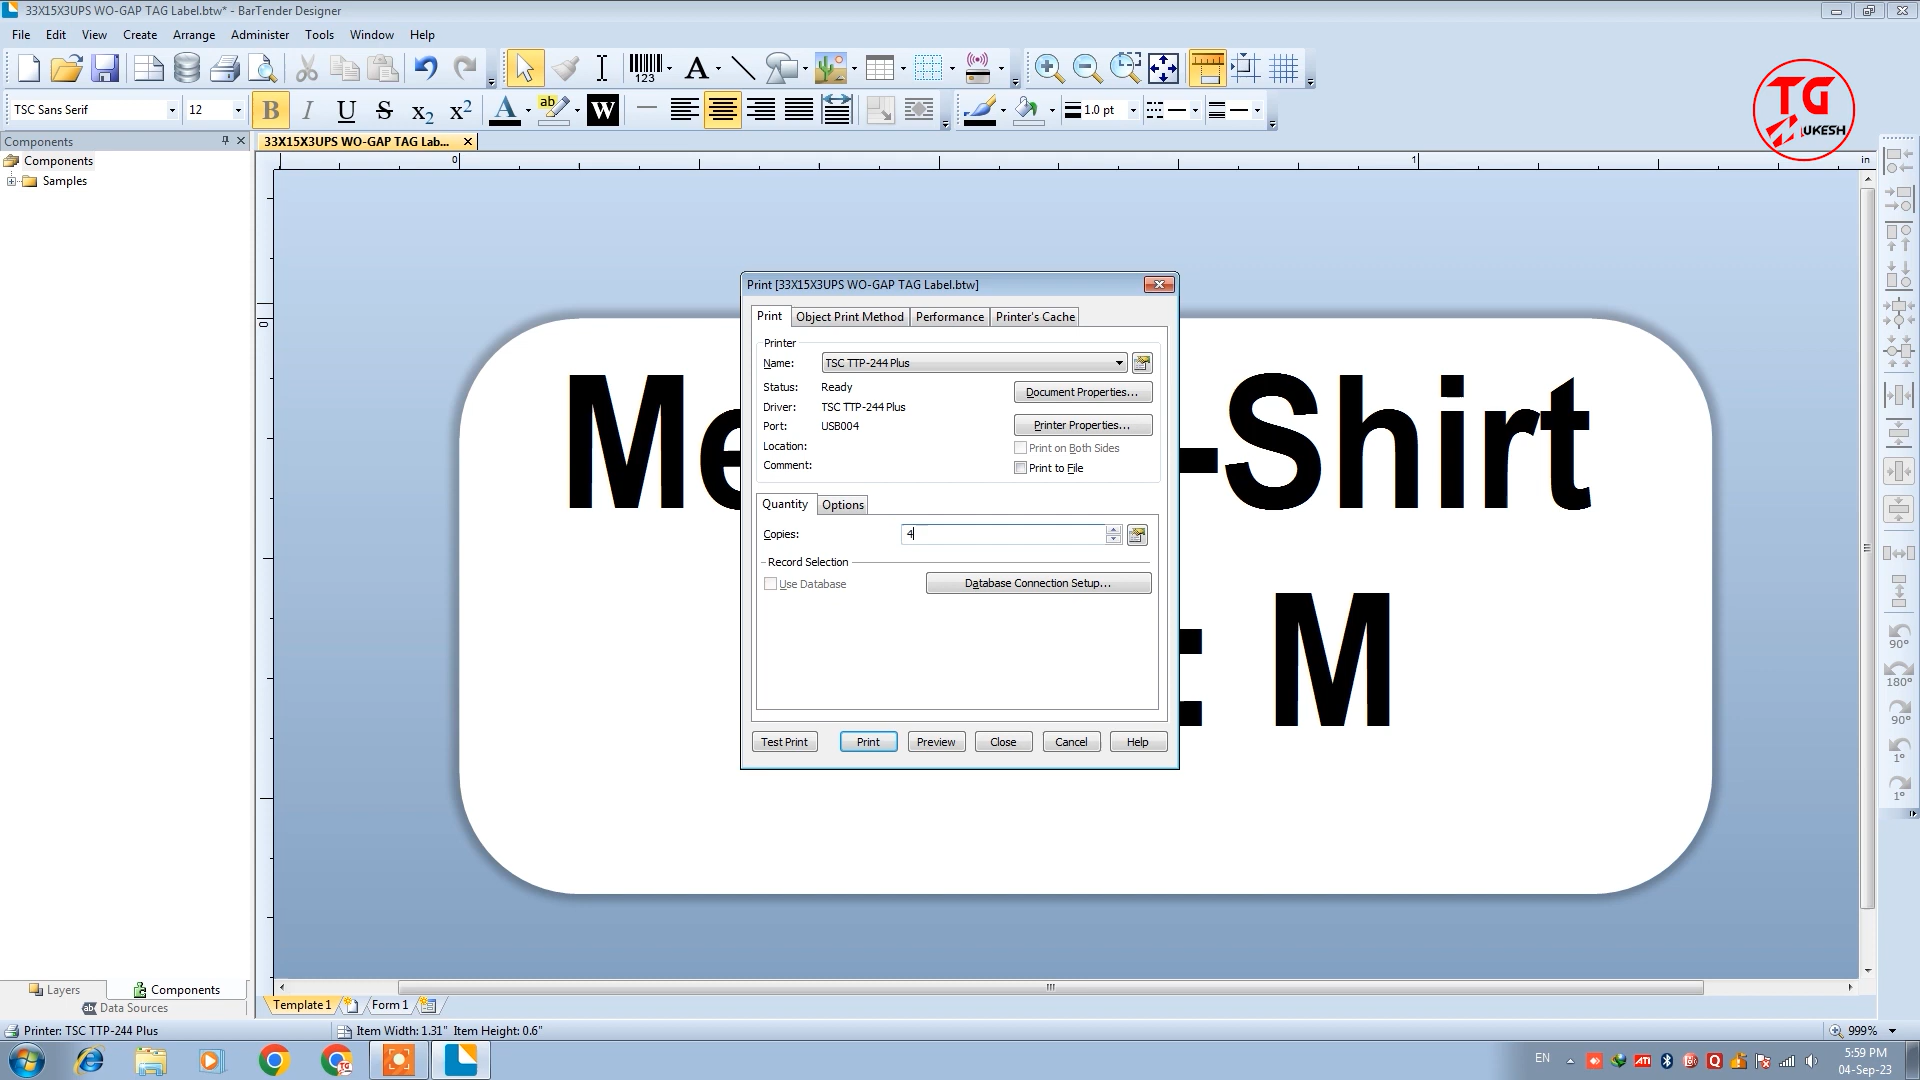 33X15X3UPS WO-GAP TAG Label.btw* - BarTender Designer
File Edit View Create Arrange Administer Tools Window Help
123 A
TSC Sans Serif 12 B I U S x₂ x² A ab W 1.0 pt
TG
MUKESH
Components
33X15X3UPS WO-GAP TAG Lab...
Components
Samples
0 1 in
0
Me -Shirt
: M
Print [33X15X3UPS WO-GAP TAG Label.btw]
Print Object Print Method Performance Printer's Cache
Printer
Name: TSC TTP-244 Plus
Status: Ready
Document Properties...
Driver: TSC TTP-244 Plus
Port: USB004
Printer Properties...
Location:
Print on Both Sides
Comment:
Print to File
Quantity Options
Copies: 4
Record Selection
Use Database Database Connection Setup...
Test Print Print Preview Close Cancel Help
90°
180°
90°
1°
1°
Layers Components
Data Sources
Template 1 Form 1
Printer: TSC TTP-244 Plus Item Width: 1.31" Item Height: 0.6" 999%
EN
5:59 PM
04-Sep-23